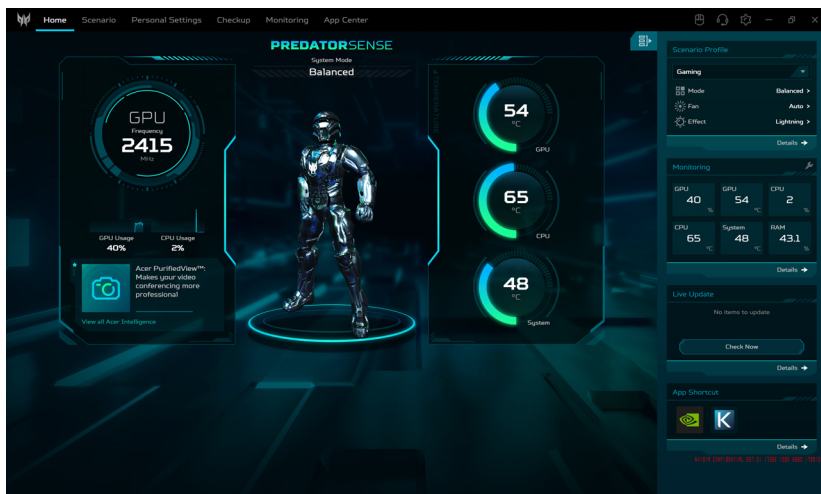 Home
Scenario
Personal Settings
Checkup
Monitoring
App Center
PREDATORSENSE
System Mode
Balanced
GPU
Frequency
2415
MHz
GPU Usage
40%
CPU Usage
2%
Acer PurifiedView™:
Makes your video
conferencing more
professional
View all Acer Intelligence
TEMPERATURE
54
°C
GPU
65
°C
CPU
48
°C
System
Scenario Profile
Gaming
Mode
Balanced >
Fan
Auto >
Effect
Lightning >
Details
Monitoring
GPU
40
%
GPU
54
°C
CPU
2
%
CPU
65
°C
System
48
°C
RAM
43.1
%
Details
Live Update
No items to update
Check Now
Details
App Shortcut
K
Details